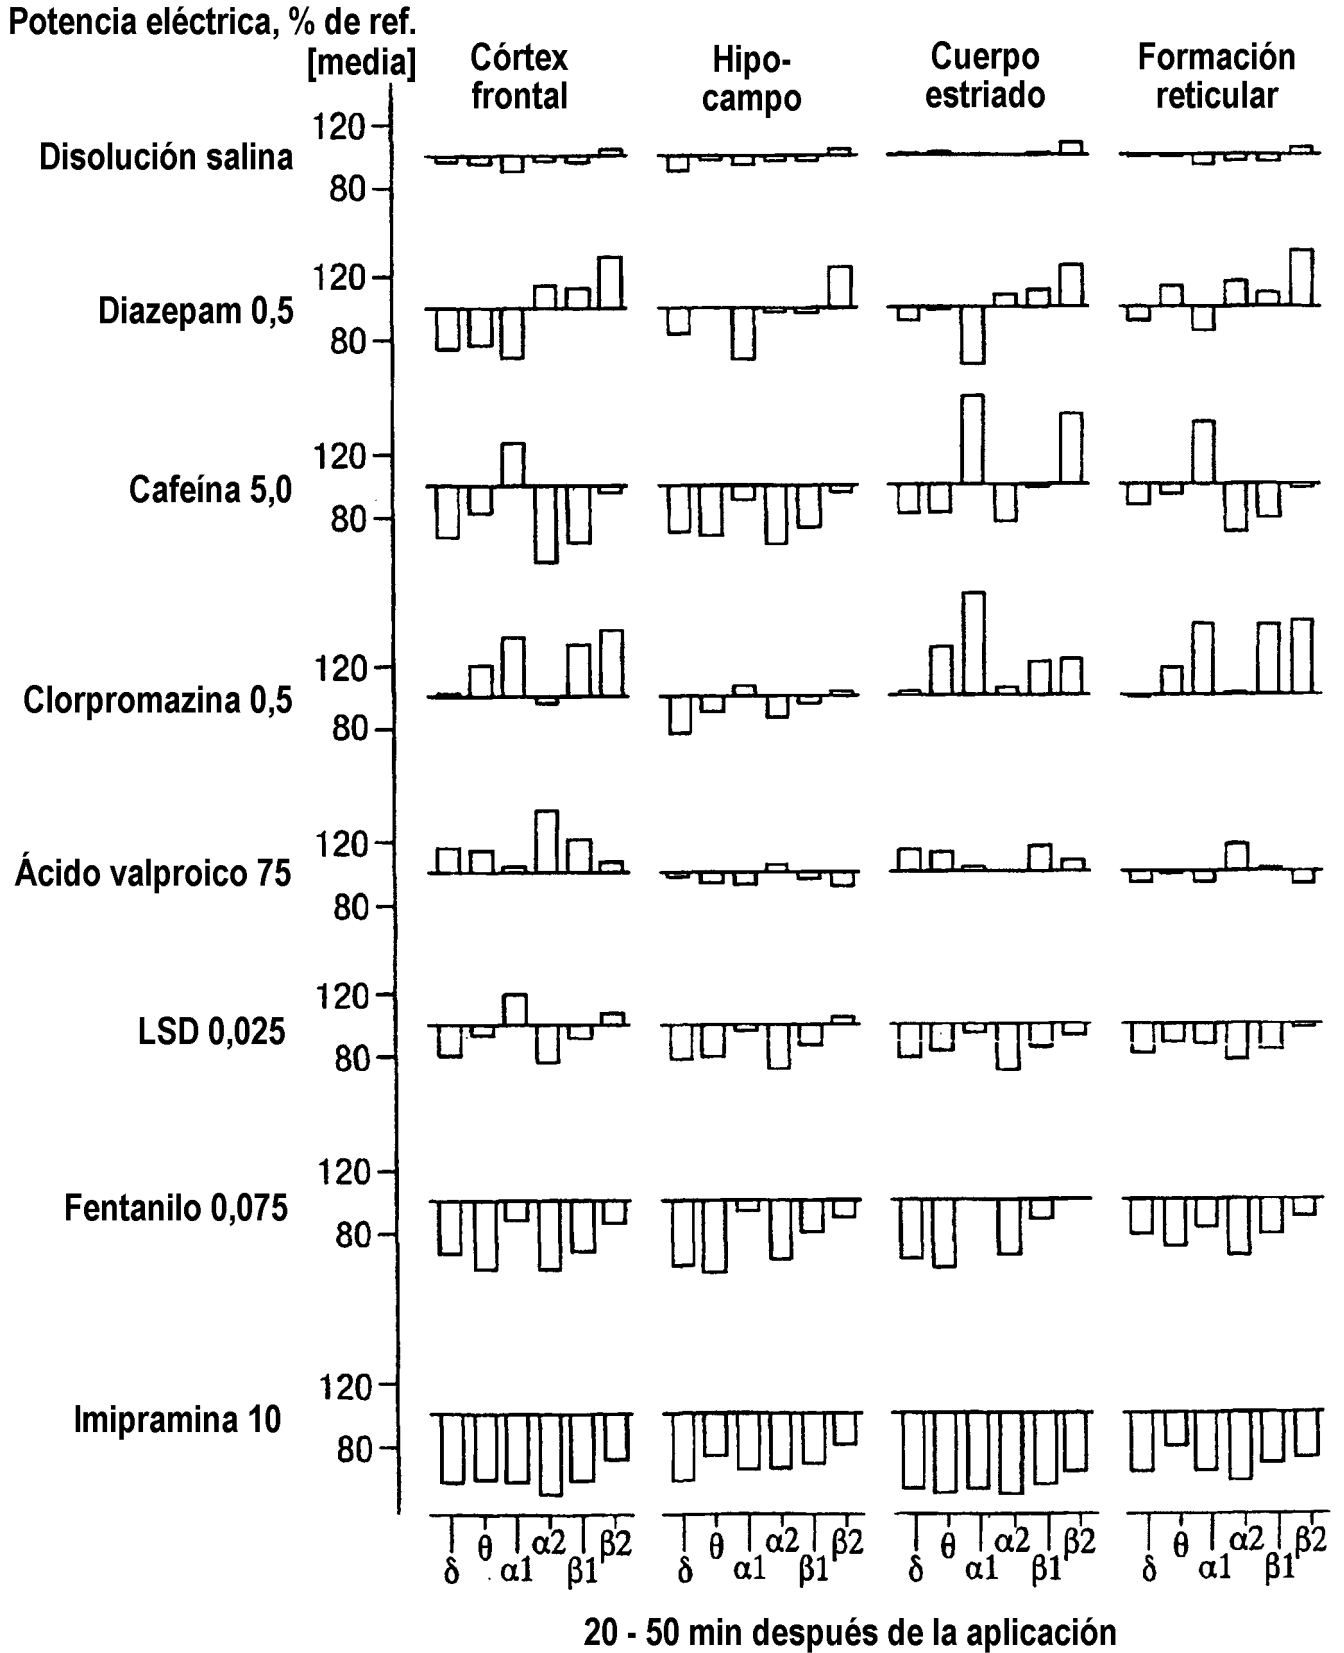 Potencia eléctrica, % de ref.
[media]
Córtex
frontal
Hipo-
campo
Cuerpo
estriado
Formación
reticular
120
Disolución salina
80
120
Diazepam 0,5
80
120
Cafeína 5,0
80
120
Clorpromazina 0,5
80
120
Ácido valproico 75
80
120
LSD 0,025
80
120
Fentanilo 0,075
80
120
Imipramina 10
80
δ θ α1 α2 β1 β2
δ θ α1 α2 β1 β2
δ θ α1 α2 β1 β2
δ θ α1 α2 β1 β2
20 - 50 min después de la aplicación